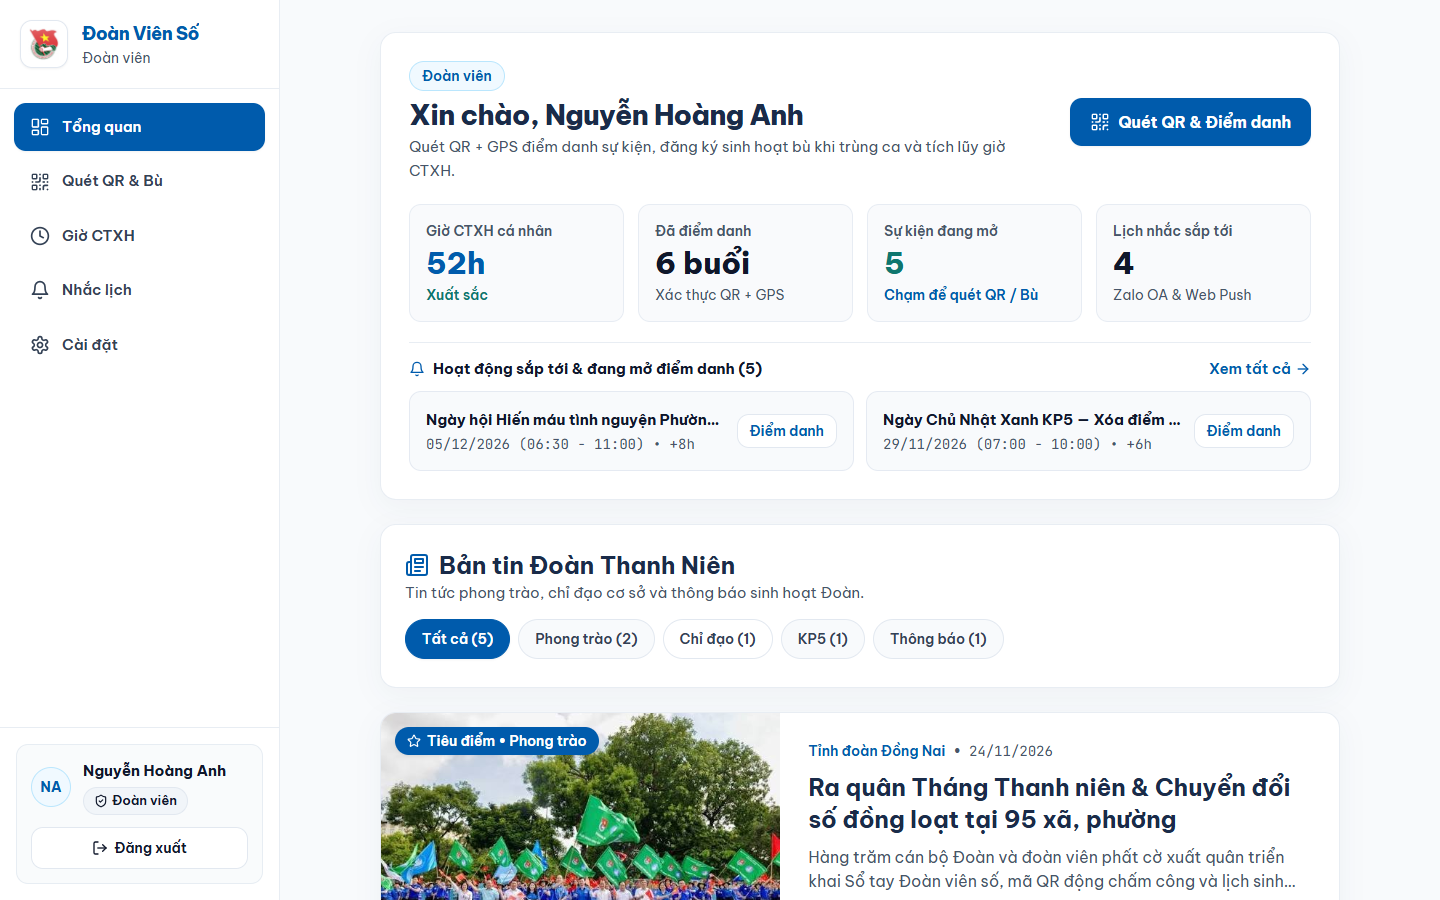 Đoàn Viên Số
Đoàn viên
Tổng quan
Quét QR & Bù
Giờ CTXH
Nhắc lịch
Cài đặt
NA
Nguyễn Hoàng Anh
Đoàn viên
Đăng xuất
Đoàn viên
Xin chào, Nguyễn Hoàng Anh
Quét QR + GPS điểm danh sự kiện, đăng ký sinh hoạt bù khi trùng ca và tích lũy giờ
CTXH.
Quét QR & Điểm danh
Giờ CTXH cá nhân
52h
Xuất sắc
Đã điểm danh
6 buổi
Xác thực QR + GPS
Sự kiện đang mở
5
Chạm để quét QR / Bù
Lịch nhắc sắp tới
4
Zalo OA & Web Push
Hoạt động sắp tới & đang mở điểm danh (5)
Xem tất cả
Ngày hội Hiến máu tình nguyện Phườn...
05/12/2026 (06:30 - 11:00) • +8h
Điểm danh
Ngày Chủ Nhật Xanh KP5 — Xóa điểm ...
29/11/2026 (07:00 - 10:00) • +6h
Điểm danh
Bản tin Đoàn Thanh Niên
Tin tức phong trào, chỉ đạo cơ sở và thông báo sinh hoạt Đoàn.
Tất cả (5)
Phong trào (2)
Chỉ đạo (1)
KP5 (1)
Thông báo (1)
Tiêu điểm • Phong trào
Tỉnh đoàn Đồng Nai • 24/11/2026
Ra quân Tháng Thanh niên & Chuyển đổi
số đồng loạt tại 95 xã, phường
Hàng trăm cán bộ Đoàn và đoàn viên phất cờ xuất quân triển
khai Sổ tay Đoàn viên số, mã QR động chấm công và lịch sinh...